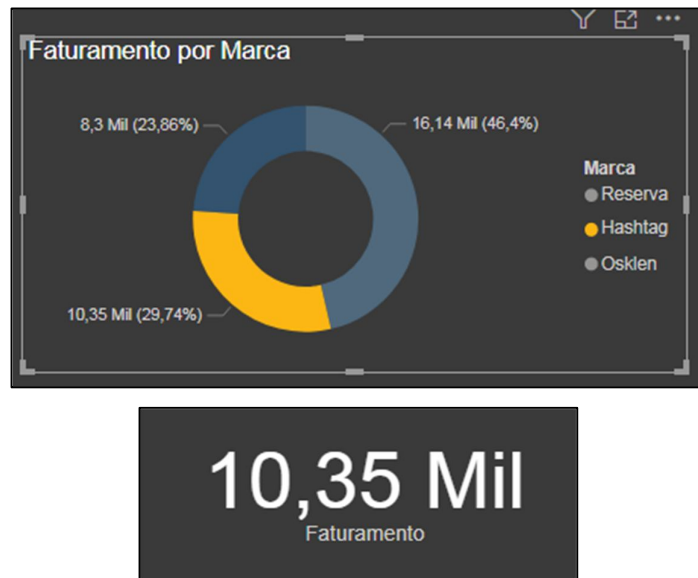 Faturamento por Marca
8,3 Mil (23,86%)
16,14 Mil (46,4%)
Marca
Reserva
Hashtag
Osklen
10,35 Mil (29,74%)
10,35 Mil
Faturamento